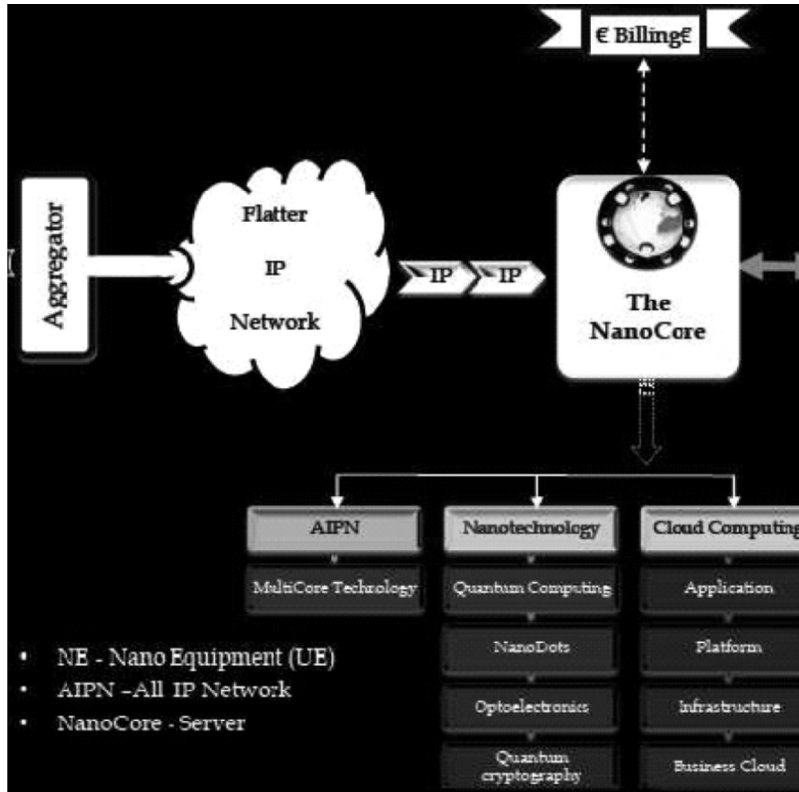 € Billing€
Aggregator
Flatter
IP
Network
IP
IP
The
NanoCore
AIPN
Nanotechnology
Cloud Computing
MultiCore Technology
Quantum Computing
Application
NanoDots
Platform
Optoelectronics
Infrastructure
Quantum
cryptography
Business Cloud
• NE - Nano Equipment (UE)
• AIPN –All IP Network
• NanoCore - Server